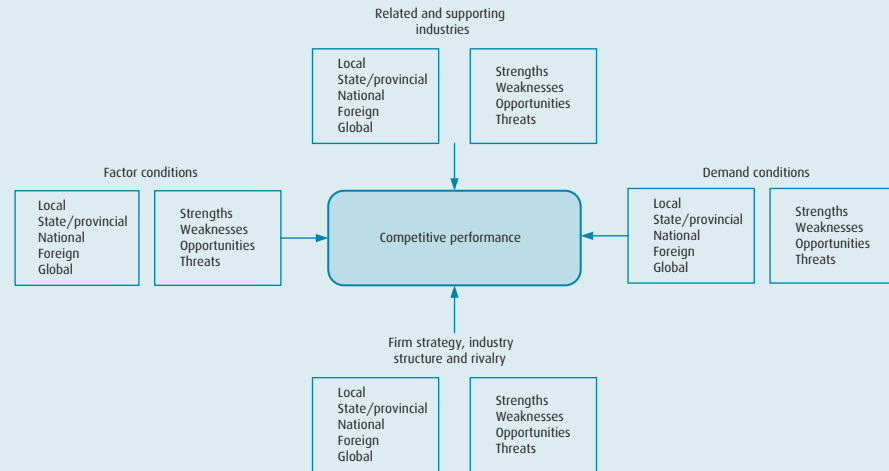 Related and supporting
industries
Local
State/provincial
National
Foreign
Global
Strengths
Weaknesses
Opportunities
Threats
Factor conditions
Local
State/provincial
National
Foreign
Global
Strengths
Weaknesses
Opportunities
Threats
Competitive performance
Demand conditions
Local
State/provincial
National
Foreign
Global
Strengths
Weaknesses
Opportunities
Threats
Firm strategy, industry
structure and rivalry
Local
State/provincial
National
Foreign
Global
Strengths
Weaknesses
Opportunities
Threats